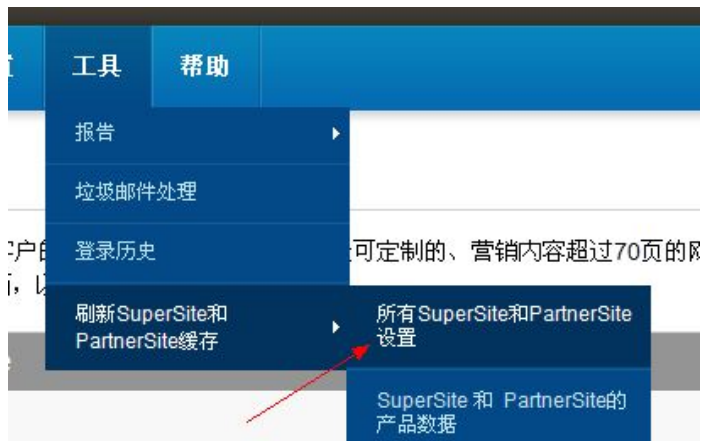 工具 帮助
报告
垃圾邮件处理
登录历史
可定制的、营销内容超过70页的网
刷新SuperSite和
PartnerSite缓存
所有SuperSite和PartnerSite
设置
SuperSite 和 PartnerSite的
产品数据